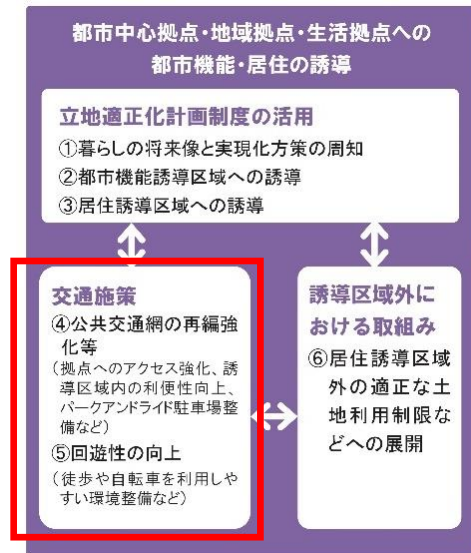 都市中心拠点・地域拠点・生活拠点への
都市機能・居住の誘導
立地適正化計画制度の活用
①暮らしの将来像と実現化方策の周知
②都市機能誘導区域への誘導
③居住誘導区域への誘導
交通施策
④公共交通網の再編強
化等
（拠点へのアクセス強化、誘
導区域内の利便性向上、
パークアンドライド駐車場整
備など）
⑤回遊性の向上
（徒歩や自転車を利用しや
すい環境整備など）
誘導区域外に
おける取組み
⑥居住誘導区域
外の適正な土
地利用制限な
どへの展開